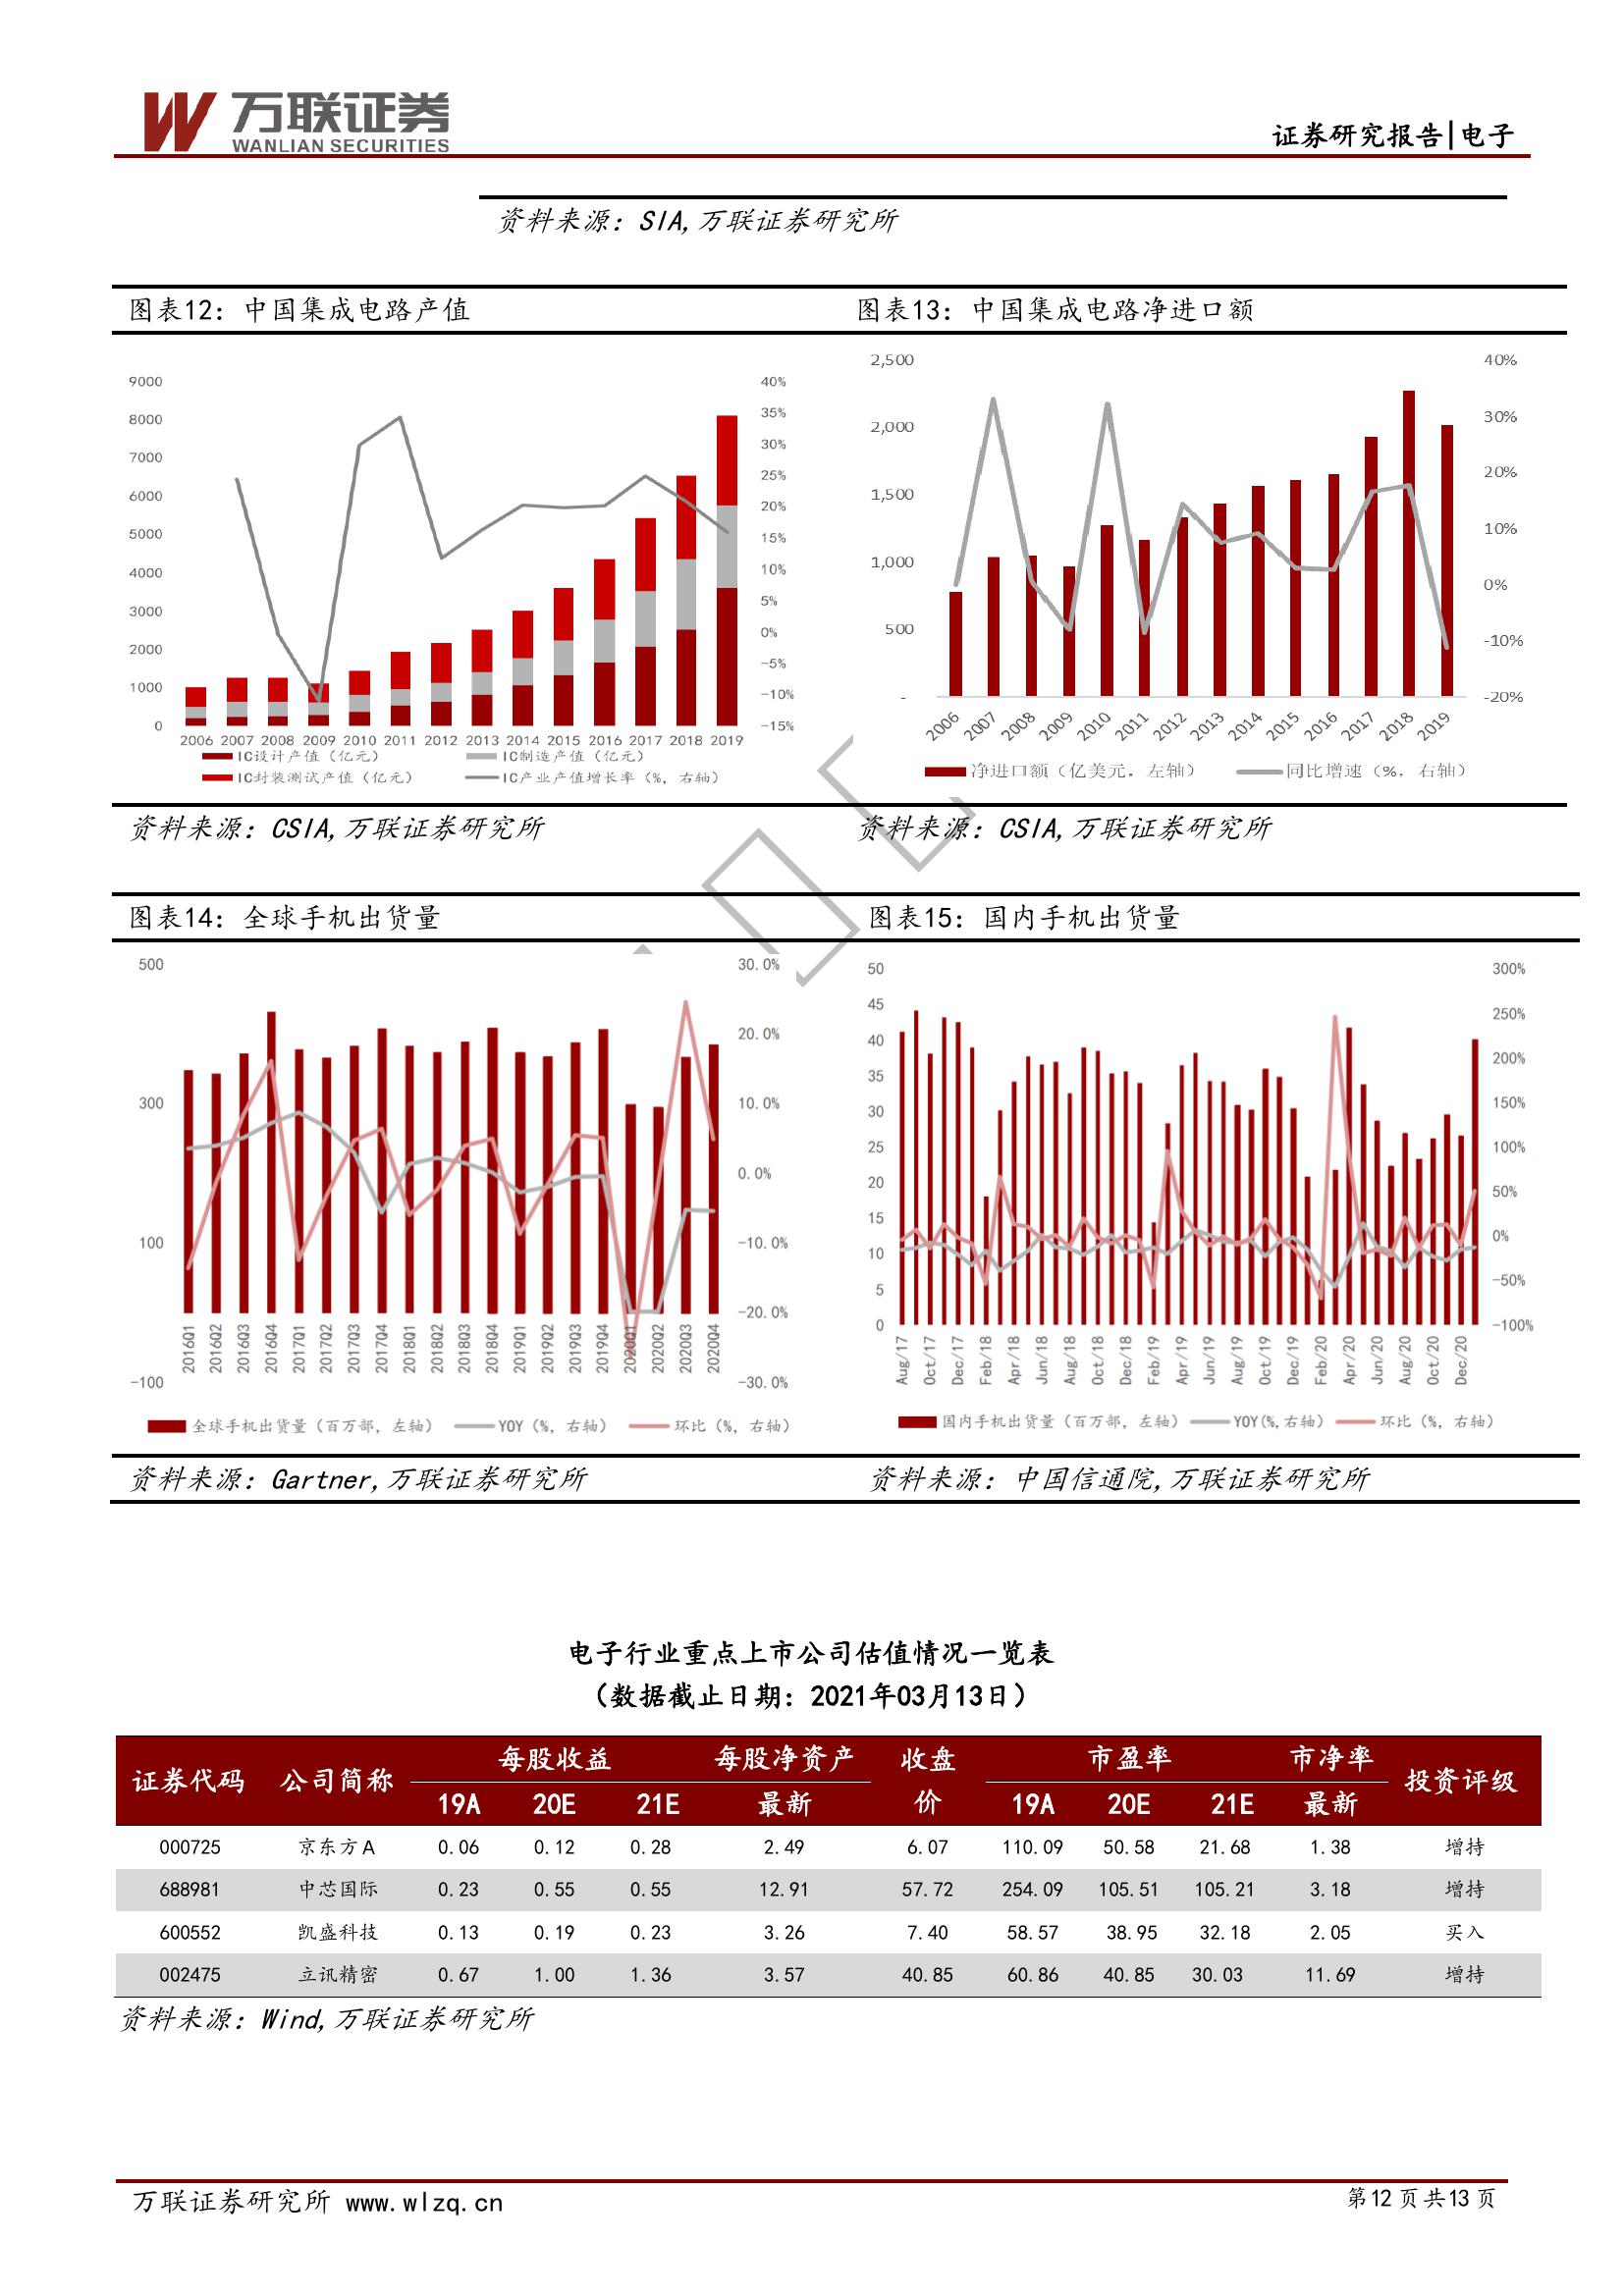 万联证券
WANLIAN SECURITIES
证券研究报告|电子
资料来源：SIA,万联证券研究所
图表12：中国集成电路产值
图表13：中国集成电路净进口额
9000
8000
7000
6000
5000
4000
3000
2000
1000
0
40%
35%
30%
25%
20%
15%
10%
5%
0%
-5%
-10%
-15%
2006 2007 2008 2009 2010 2011 2012 2013 2014 2015 2016 2017 2018 2019
IC设计产值（亿元） IC制造产值（亿元）
IC封装测试产值（亿元） IC产业产值增长率（%，右轴）
2,500
2,000
1,500
1,000
500
-
40%
30%
20%
10%
0%
-10%
-20%
2006 2007 2008 2009 2010 2011 2012 2013 2014 2015 2016 2017 2018 2019
净进口额（亿美元，左轴） 同比增速（%，右轴）
资料来源：CSIA,万联证券研究所
资料来源：CSIA,万联证券研究所
图表14：全球手机出货量
图表15：国内手机出货量
500
300
100
-100
30.0%
20.0%
10.0%
0.0%
-10.0%
-20.0%
-30.0%
2016Q1 2016Q2 2016Q3 2016Q4 2017Q1 2017Q2 2017Q3 2017Q4 2018Q1 2018Q2 2018Q3 2018Q4 2019Q1 2019Q2 2019Q3 2019Q4 2020Q1 2020Q2 2020Q3 2020Q4
全球手机出货量（百万部，左轴） YOY（%，右轴） 环比（%，右轴）
50
45
40
35
30
25
20
15
10
5
0
300%
250%
200%
150%
100%
50%
0%
-50%
-100%
Aug/17 Oct/17 Dec/17 Feb/18 Apr/18 Jun/18 Aug/18 Oct/18 Dec/18 Feb/19 Apr/19 Jun/19 Aug/19 Oct/19 Dec/19 Feb/20 Apr/20 Jun/20 Aug/20 Oct/20 Dec/20
国内手机出货量（百万部，左轴） YOY(%,右轴) 环比（%，右轴）
资料来源：Gartner,万联证券研究所
资料来源：中国信通院,万联证券研究所
电子行业重点上市公司估值情况一览表
（数据截止日期：2021年03月13日）
证券代码 公司简称 每股收益 每股净资产 收盘价 市盈率 市净率 投资评级
19A 20E 21E 最新 19A 20E 21E 最新
000725 京东方A 0.06 0.12 0.28 2.49 6.07 110.09 50.58 21.68 1.38 增持
688981 中芯国际 0.23 0.55 0.55 12.91 57.72 254.09 105.51 105.21 3.18 增持
600552 凯盛科技 0.13 0.19 0.23 3.26 7.40 58.57 38.95 32.18 2.05 买入
002475 立讯精密 0.67 1.00 1.36 3.57 40.85 60.86 40.85 30.03 11.69 增持
资料来源：Wind,万联证券研究所
万联证券研究所 www.wlzq.cn
第12页共13页